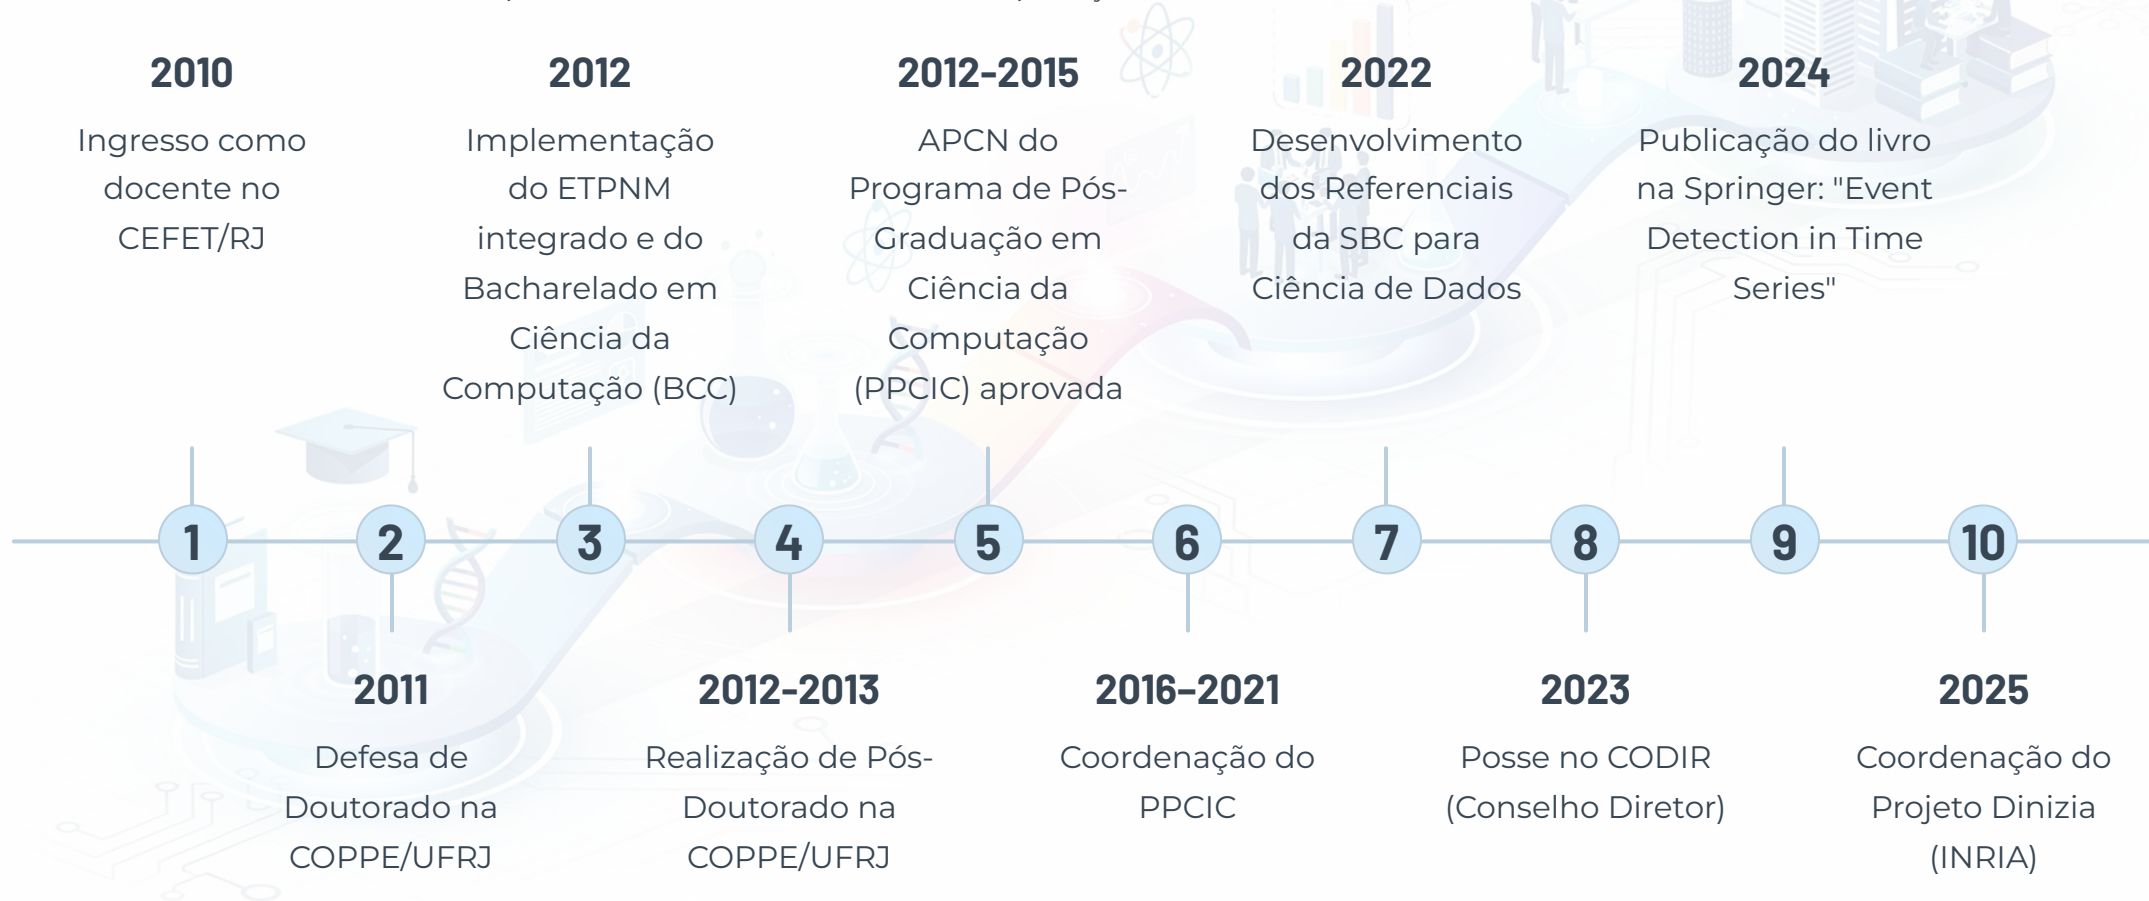 2010
Ingresso como
docente no
CEFET/RJ
2012
Implementação
do ETPNM
integrado e do
Bacharelado em
Ciência da
Computação (BCC)
2012-2015
APCN do
Programa de Pós-
Graduação em
Ciência da
Computação
(PPCIC) aprovada
2022
Desenvolvimento
dos Referenciais
da SBC para
Ciência de Dados
2024
Publicação do livro
na Springer: "Event
Detection in Time
Series"
1
2
3
4
5
6
7
8
9
10
2011
Defesa de
Doutorado na
COPPE/UFRJ
2012-2013
Realização de Pós-
Doutorado na
COPPE/UFRJ
2016–2021
Coordenação do
PPCIC
2023
Posse no CODIR
(Conselho Diretor)
2025
Coordenação do
Projeto Dinizia
(INRIA)